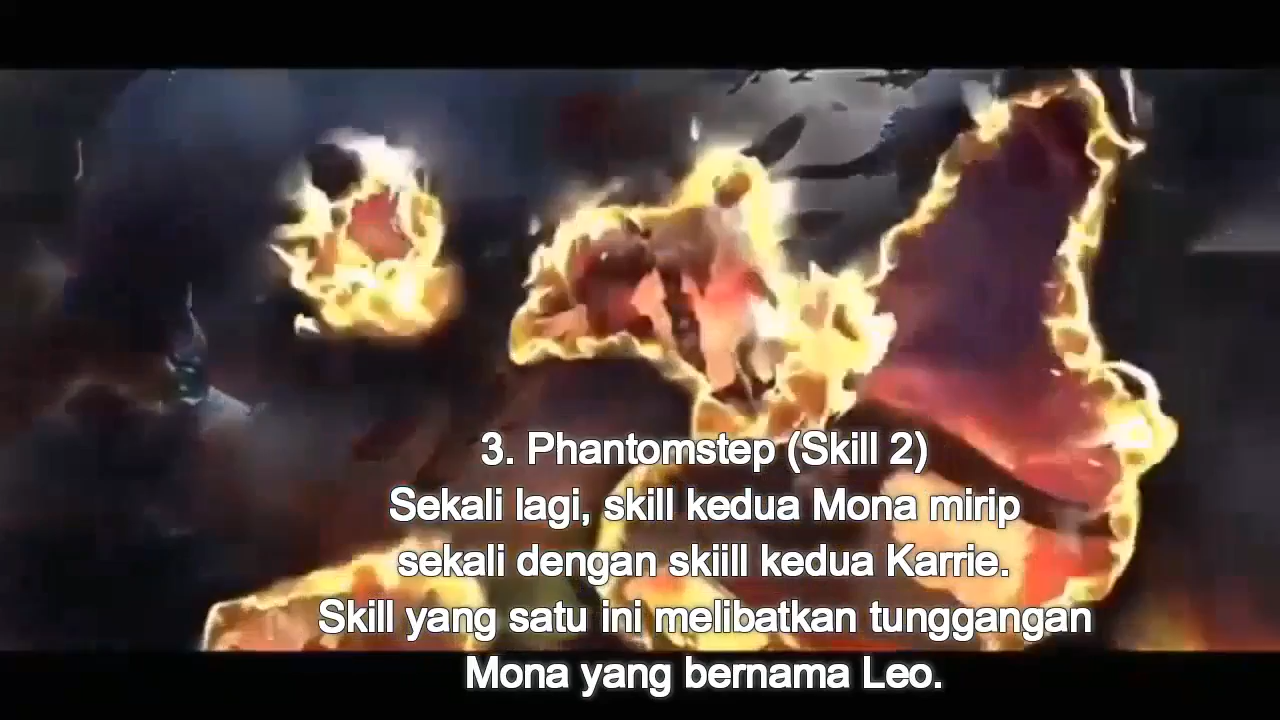 3. Phantomstep (Skill 2)
Sekali lagi, skill kedua Mona mirip
sekali dengan skiill kedua Karrie.
Skill yang satu ini melibatkan tunggangan
Mona yang bernama Leo.